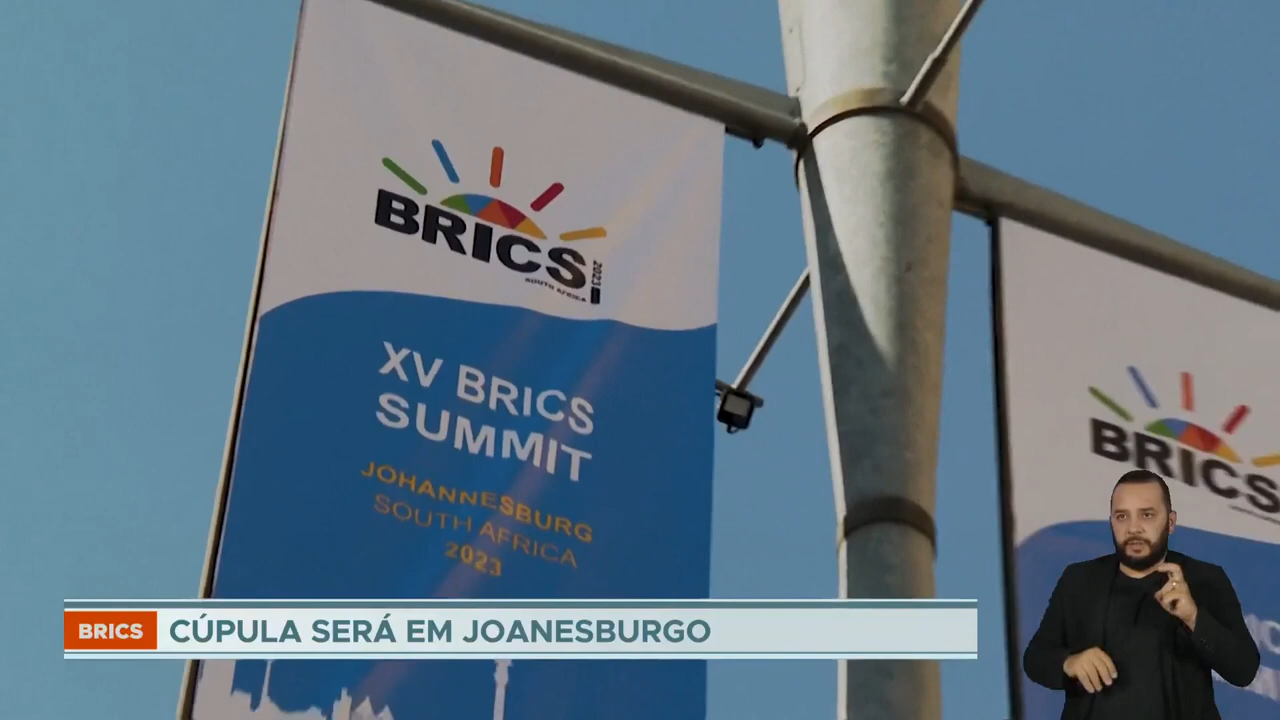 BRICS
SOUTH AFRICA
2023
XV BRICS
SUMMIT
JOHANNESBURG
SOUTH AFRICA
2023
BRICS
BRICS CÚPULA SERÁ EM JOANESBURGO